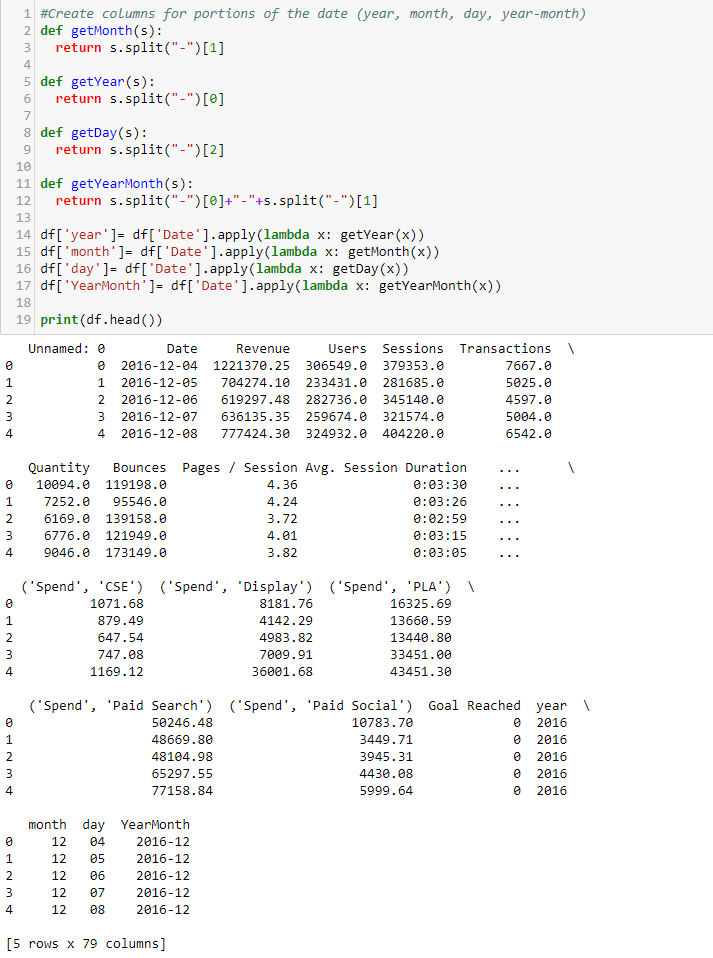 1 #Create columns for portions of the date (year, month, day, year-month)
2 def getMonth(s):
3   return s.split("-")[1]
4
5 def getYear(s):
6   return s.split("-")[0]
7
8 def getDay(s):
9   return s.split("-")[2]
10
11 def getYearMonth(s):
12   return s.split("-")[0]+"-"+s.split("-")[1]
13
14 df['year']= df['Date'].apply(lambda x: getYear(x))
15 df['month']= df['Date'].apply(lambda x: getMonth(x))
16 df['day']= df['Date'].apply(lambda x: getDay(x))
17 df['YearMonth']= df['Date'].apply(lambda x: getYearMonth(x))
18
19 print(df.head())
   Unnamed: 0        Date     Revenue     Users  Sessions  Transactions  \
0           0  2016-12-04  1221370.25  306549.0  379353.0        7667.0
1           1  2016-12-05   704274.10  233431.0  281685.0        5025.0
2           2  2016-12-06   619297.48  282736.0  345140.0        4597.0
3           3  2016-12-07   636135.35  259674.0  321574.0        5004.0
4           4  2016-12-08   777424.30  324932.0  404220.0        6542.0
   Quantity   Bounces  Pages / Session Avg. Session Duration    ...      \
0   10094.0  119198.0             4.36               0:03:30    ...
1    7252.0   95546.0             4.24               0:03:26    ...
2    6169.0  139158.0             3.72               0:02:59    ...
3    6776.0  121949.0             4.01               0:03:15    ...
4    9046.0  173149.0             3.82               0:03:05    ...
  ('Spend', 'CSE')  ('Spend', 'Display')  ('Spend', 'PLA')  \
0          1071.68               8181.76          16325.69
1           879.49               4142.29          13660.59
2           647.54               4983.82          13440.80
3           747.08               7009.91          33451.00
4          1169.12              36001.68          43451.30
   ('Spend', 'Paid Search')  ('Spend', 'Paid Social')  Goal Reached  year  \
0                  50246.48                  10783.70             0  2016
1                  48669.80                   3449.71             0  2016
2                  48104.98                   3945.31             0  2016
3                  65297.55                   4430.08             0  2016
4                  77158.84                   5999.64             0  2016
   month  day  YearMonth
0     12   04    2016-12
1     12   05    2016-12
2     12   06    2016-12
3     12   07    2016-12
4     12   08    2016-12
[5 rows x 79 columns]